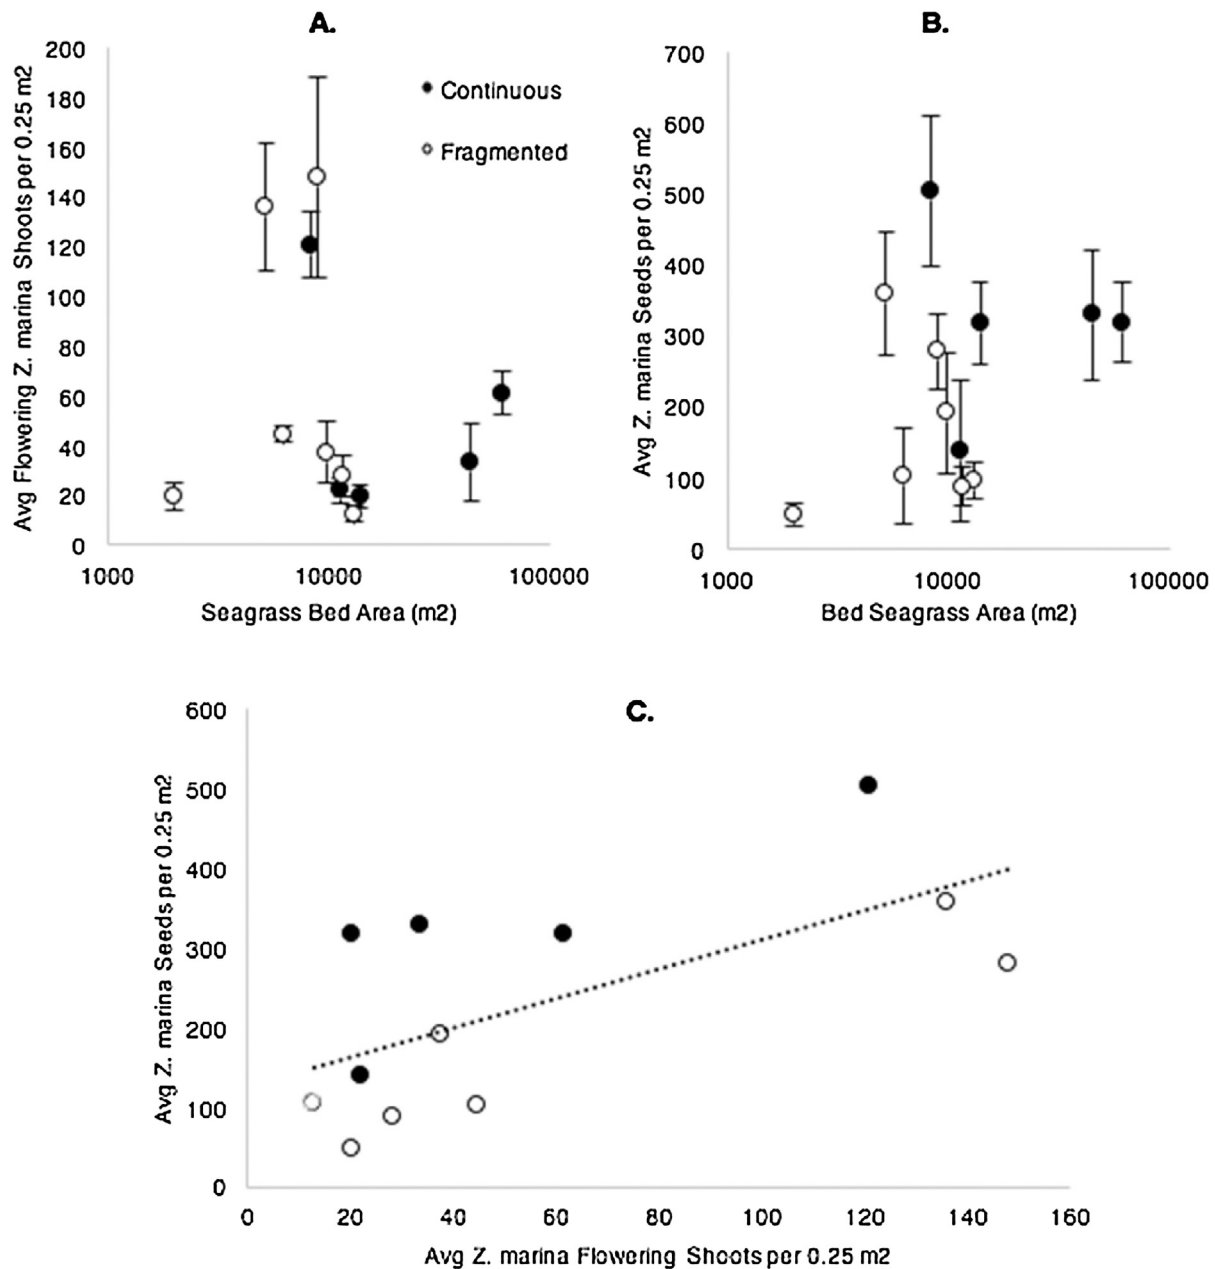 A.
Avg Flowering Z. marina Shoots per 0.25 m2
200
180
160
140
120
100
80
60
40
20
0
Continuous
Fragmented
1000 10000 100000
Seagrass Bed Area (m2)
B.
Avg Z. marina Seeds per 0.25 m2
700
600
500
400
300
200
100
0
1000 10000 100000
Bed Seagrass Area (m2)
C.
Avg Z. marina Seeds per 0.25 m2
600
500
400
300
200
100
0
0 20 40 60 80 100 120 140 160
Avg Z. marina Flowering Shoots per 0.25 m2